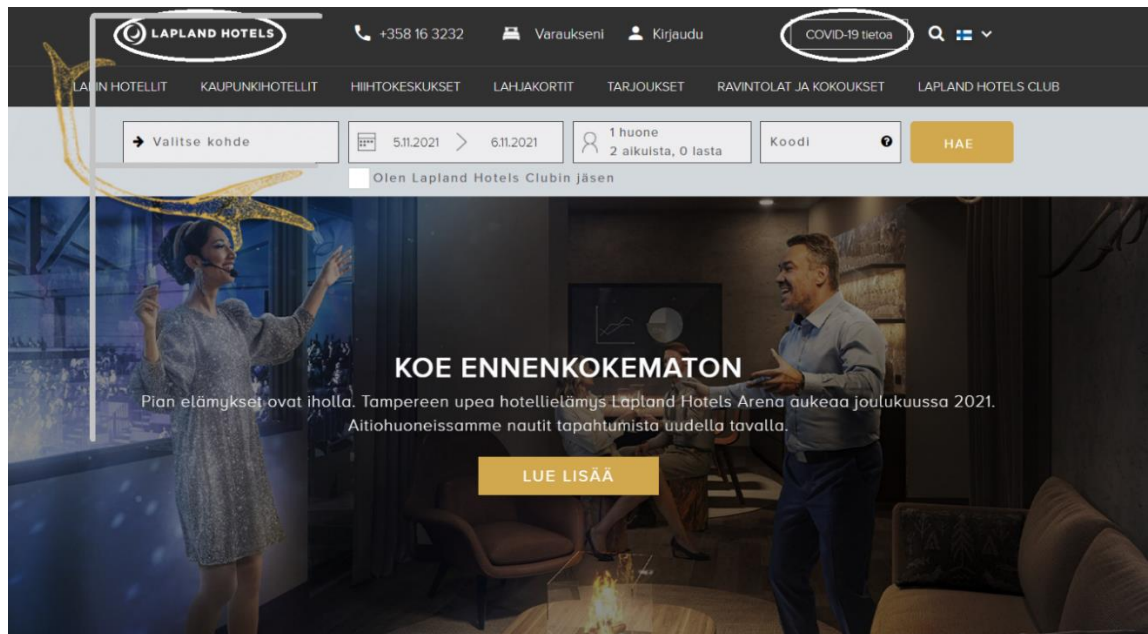 LAPLAND HOTELS
+358 16 3232
Varaukseni
Kirjaudu
COVID-19 tietoa
LAPIN HOTELLIT KAUPUNKIHOTELLIT HIIHTOKESKUKSET LAHJAKORTIT TARJOUKSET RAVINTOLAT JA KOKOUKSET LAPLAND HOTELS CLUB
Valitse kohde
5.11.2021 6.11.2021
1 huone
2 aikuista, 0 lasta
Koodi
HAE
Olen Lapland Hotels Clubin jäsen
KOE ENNENKOKEMATON
Pian elämykset ovat iholla. Tampereen upea hotellielämys Lapland Hotels Arena aukeaa joulukuussa 2021.
Aitiohuoneissamme nautit tapahtumista uudella tavalla.
LUE LISÄÄ